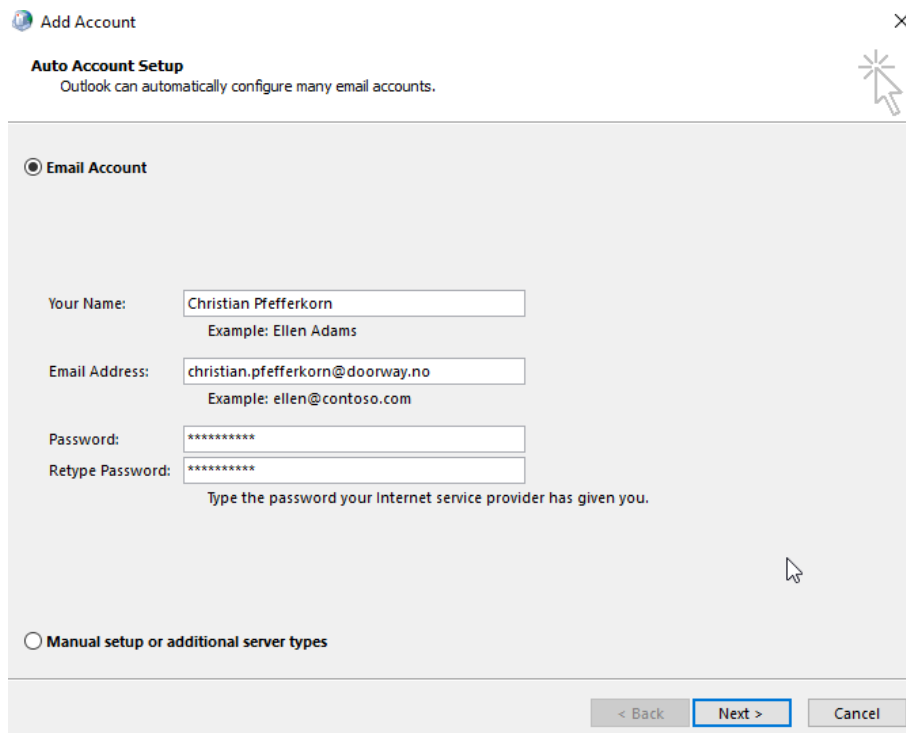 Add Account
Auto Account Setup
Outlook can automatically configure many email accounts.
Email Account
Your Name: Christian Pfefferkorn
Example: Ellen Adams
Email Address: christian.pfefferkorn@doorway.no
Example: ellen@contoso.com
Password: **********
Retype Password: **********
Type the password your Internet service provider has given you.
Manual setup or additional server types
< Back Next > Cancel